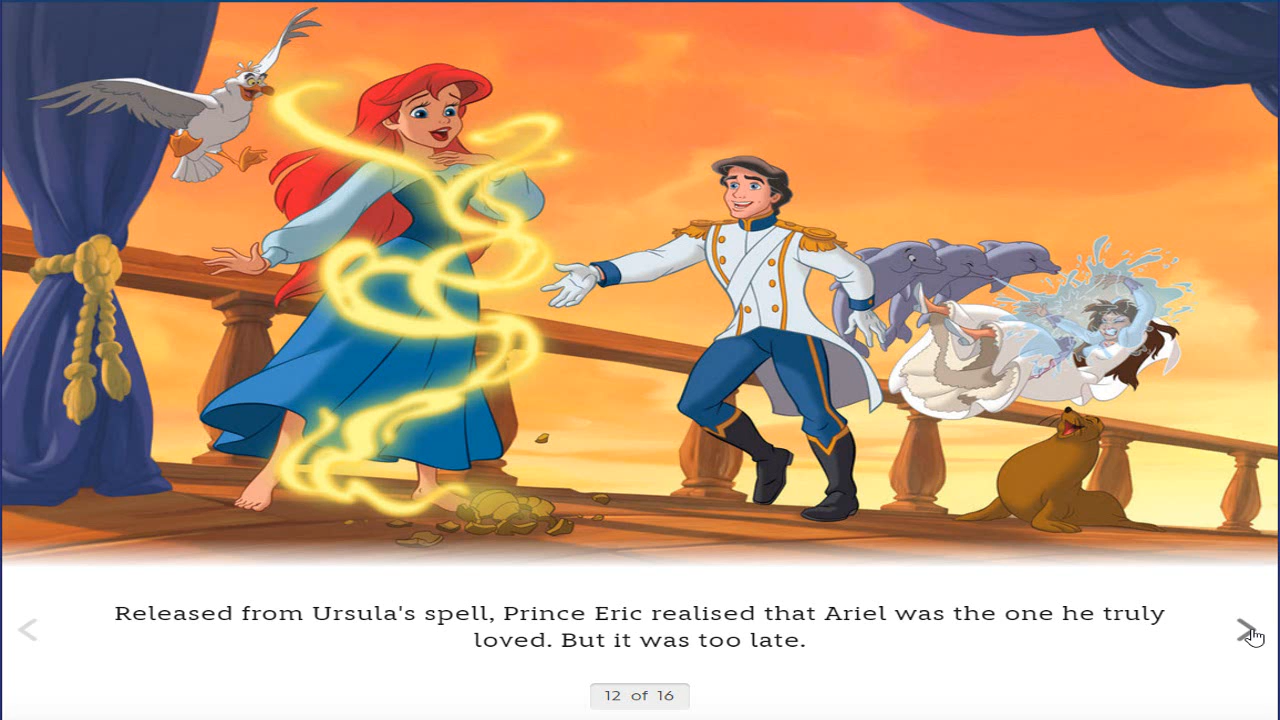 Released from Ursula's spell, Prince Eric realised that Ariel was the one he truly
loved. But it was too late.
12 of 16